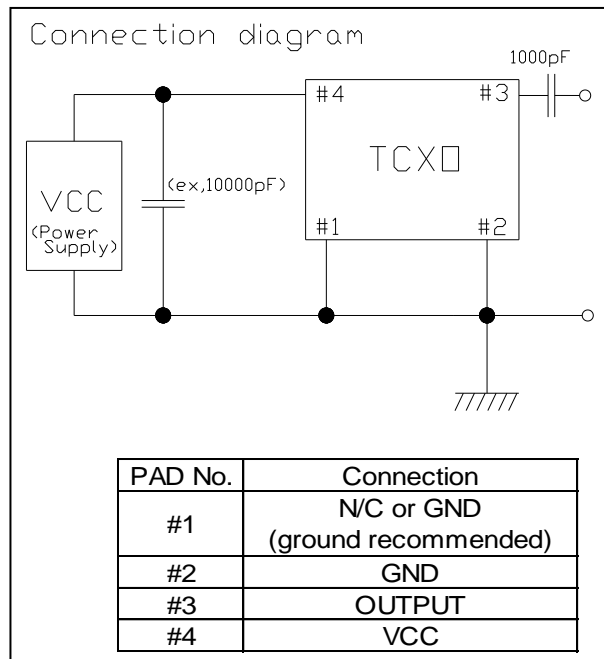 Connection diagram
1000pF
#4
#3
TCXO
VCC
(Power
Supply)
(ex,10000pF)
#1
#2
PAD No. Connection
#1 N/C or GND
(ground recommended)
#2 GND
#3 OUTPUT
#4 VCC